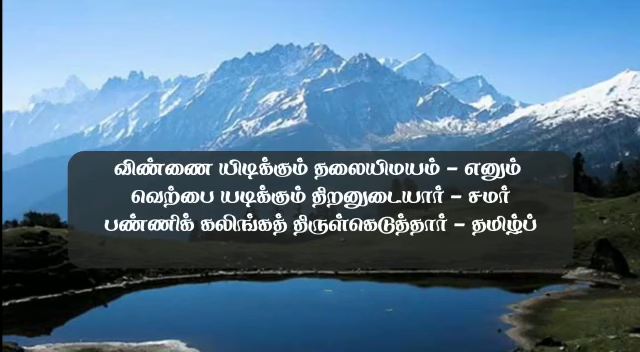 விண்ணை யிடிக்கும் தலையிமயம் – எனும்
வெற்பை யடிக்கும் திறனுடையார் – சமர்
பண்ணிக் கலிங்கத் திருள்கெடுத்தார் – தமிழ்ப்